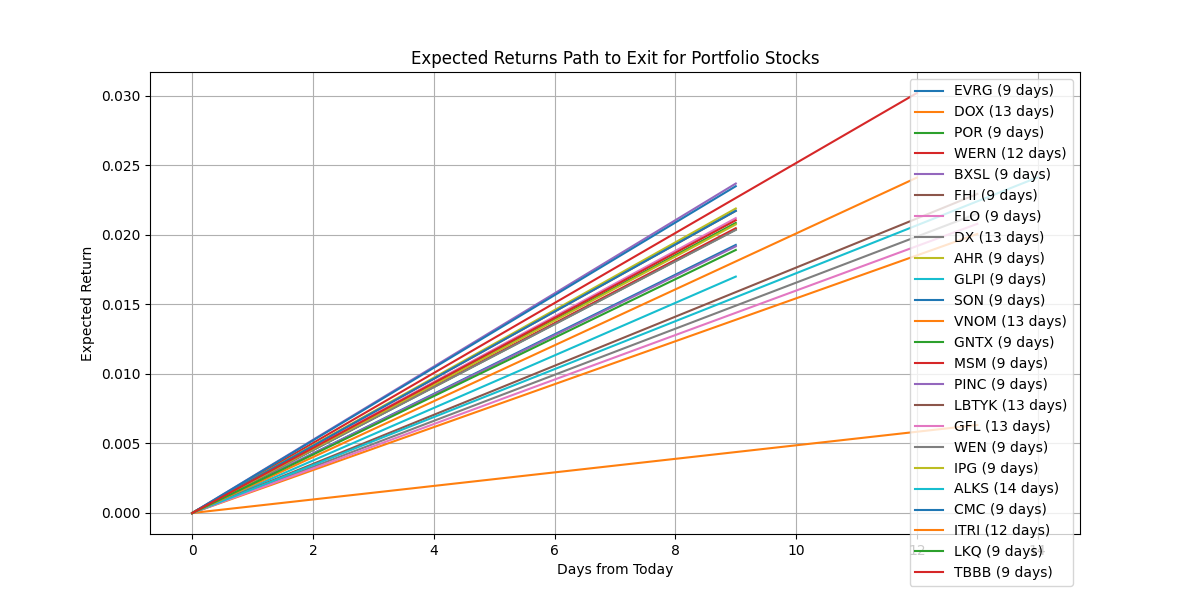 Expected Returns Path to Exit for Portfolio Stocks
Expected Return
0.030
0.025
0.020
0.015
0.010
0.005
0.000
0 2 4 6 8 10 12 14
Days from Today
EVRG (9 days)
DOX (13 days)
POR (9 days)
WERN (12 days)
BXSL (9 days)
FHI (9 days)
FLO (9 days)
DX (13 days)
AHR (9 days)
GLPI (9 days)
SON (9 days)
VNOM (13 days)
GNTX (9 days)
MSM (9 days)
PINC (9 days)
LBTYK (13 days)
GFL (13 days)
WEN (9 days)
IPG (9 days)
ALKS (14 days)
CMC (9 days)
ITRI (12 days)
LKQ (9 days)
TBBB (9 days)